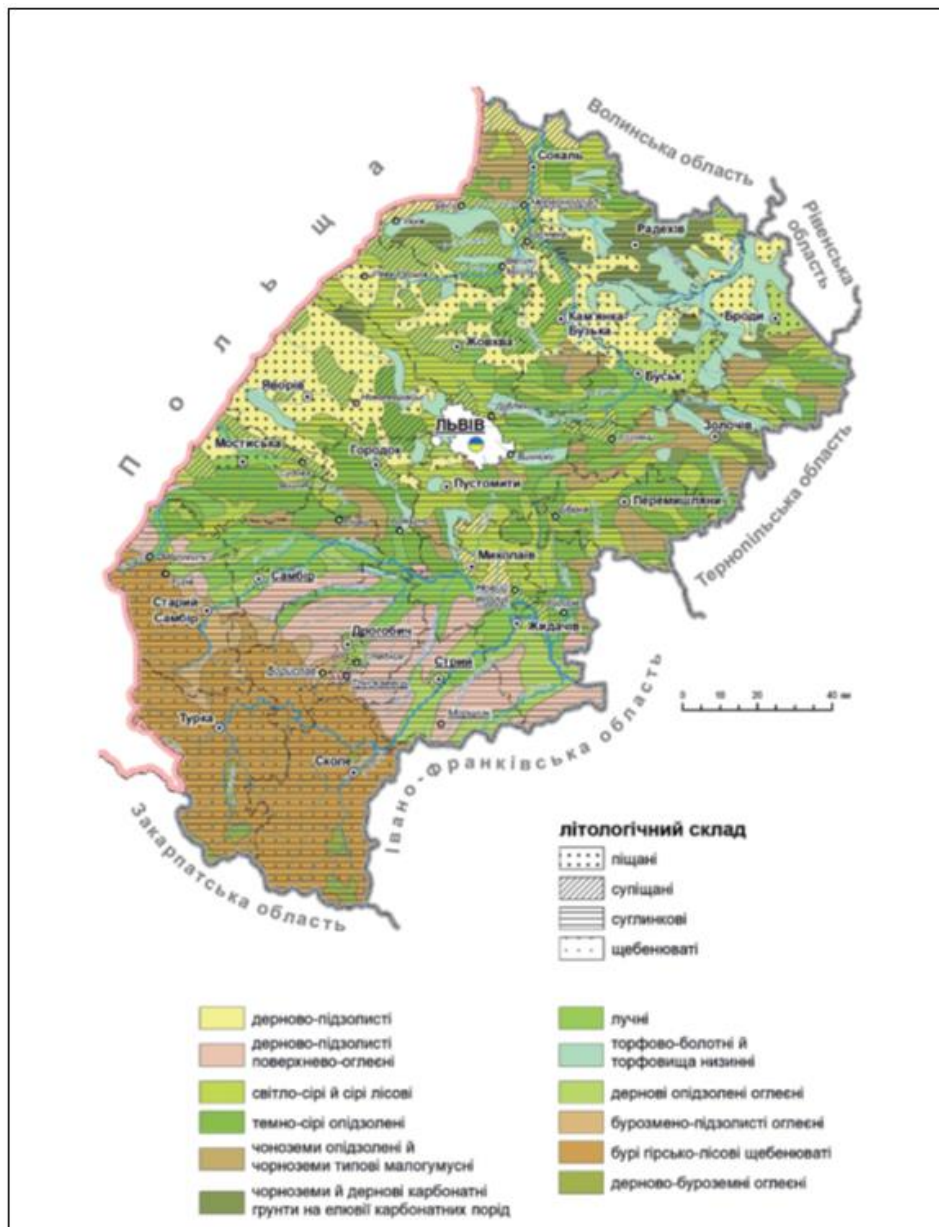 Польща
Волинська область
Рівненська
область
Сокаль
Радехів
Кам'янка-
Бузька
Броди
Жовква
Буськ
Яворів
ЛЬВІВ
Золочів
Мостиська
Городок
Пустомити
Перемишляни
Тернопільська область
Миколаїв
Самбір
Старий
Самбір
Жидачів
Дрогобич
Стрий
Турка
Сколе
Івано-Франківська область
Закарпатська область
0 10 20 40 км
літологічний склад
піщані
супіщані
суглинкові
щебенюваті
дерново-підзолисті
дерново-підзолисті
поверхнево-оглеєні
світло-сірі й сірі лісові
темно-сірі опідзолені
чоноземи опідзолені й
чорноземи типові малогумусні
чорноземи й дернові карбонатні
грунти на елювії карбонатних порід
лучні
торфово-болотні й
торфовища низинні
дернові опідзолені оглеєні
бурозмено-підзолисті оглеєні
бурі гірсько-лісові щебенюваті
дерново-буроземні оглеєні